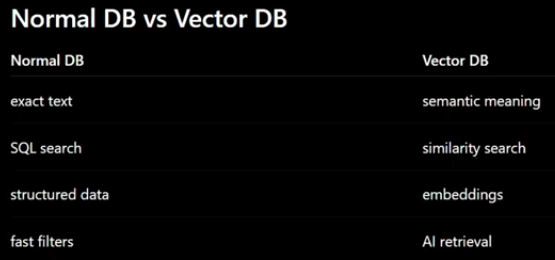 Normal DB vs Vector DB
Normal DB Vector DB
exact text semantic meaning
SQL search similarity search
structured data embeddings
fast filters AI retrieval